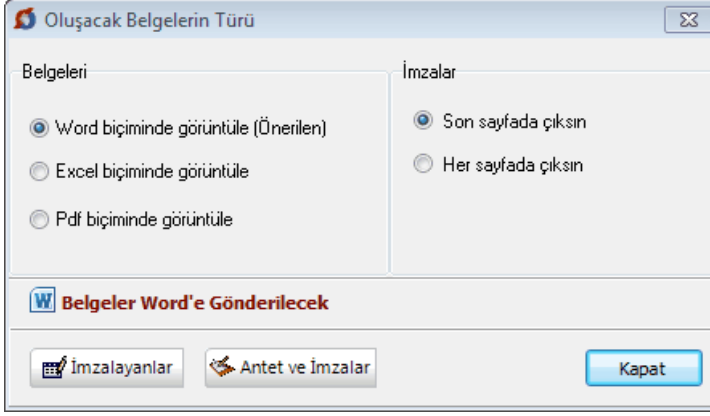 Oluşacak Belgelerin Türü
Belgeleri
Word biçiminde görüntüle (Önerilen)
Excel biçiminde görüntüle
Pdf biçiminde görüntüle
İmzalar
Son sayfada çıksın
Her sayfada çıksın
Belgeler Word'e Gönderilecek
İmzalayanlar
Antet ve İmzalar
Kapat